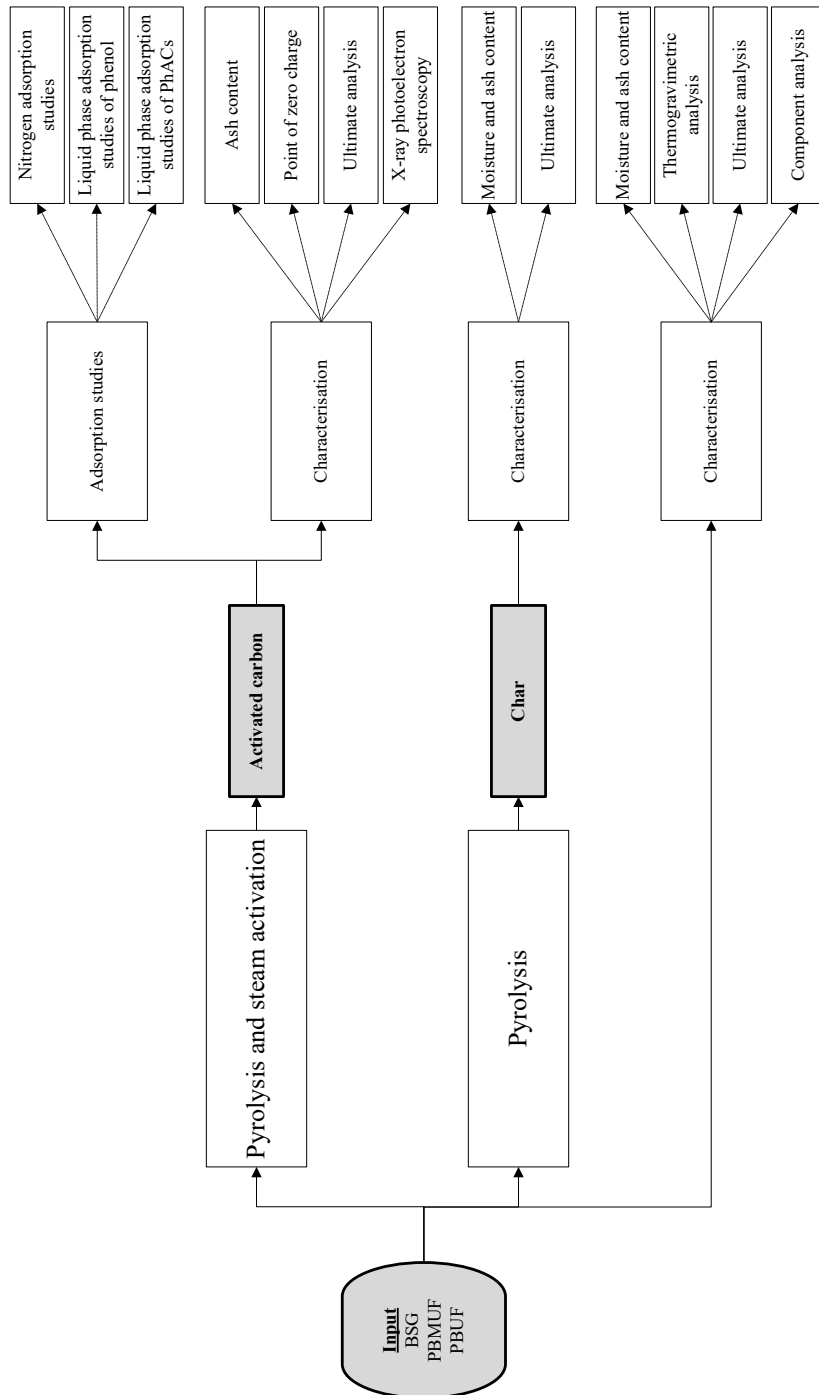 Input
BSG
PBMUF
PBUF
Pyrolysis and steam activation
Pyrolysis
Activated carbon
Char
Adsorption studies
Characterisation
Characterisation
Characterisation
Nitrogen adsorption
studies
Liquid phase adsorption
studies of phenol
Liquid phase adsorption
studies of PhACs
Ash content
Point of zero charge
Ultimate analysis
X-ray photoelectron
spectroscopy
Moisture and ash content
Ultimate analysis
Moisture and ash content
Thermogravimetric
analysis
Ultimate analysis
Component analysis